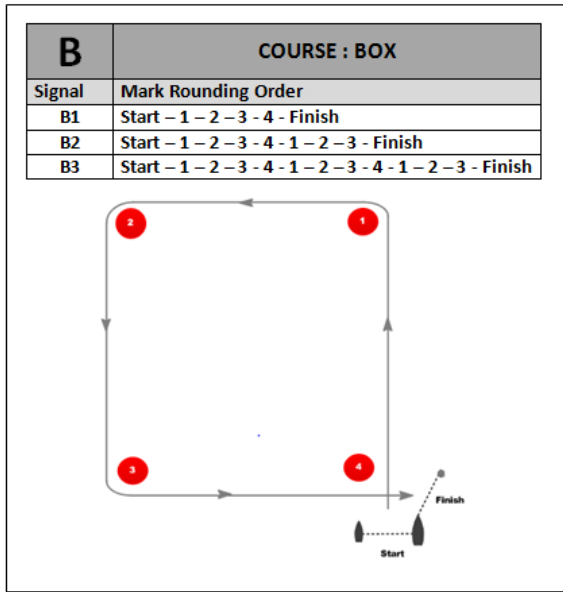 B COURSE : BOX
Signal Mark Rounding Order
B1 Start – 1 – 2 – 3 - 4 - Finish
B2 Start – 1 – 2 – 3 - 4 - 1 – 2 – 3 - Finish
B3 Start – 1 – 2 – 3 - 4 - 1 – 2 – 3 - 4 - 1 – 2 – 3 - Finish
2 1
3 4
Finish
Start